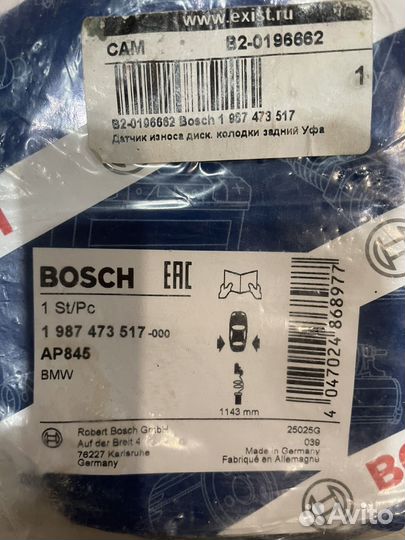 www.exist.ru
САМ B2-0196662
1
B2-0196662 Bosch 1 987 473 517
Датчик износа диск. колодки задний Уфа
BOSCH EAC
1 St/Pc
1 987 473 517-000
AP845
BMW
1143 mm
4 047024 868977
Robert Bosch GmbH
Auf der Breit 4
76227 Karlsruhe
Germany
25025G
039
Made in Germany
Fabriqué en Allemagne
BOSCH
Avito